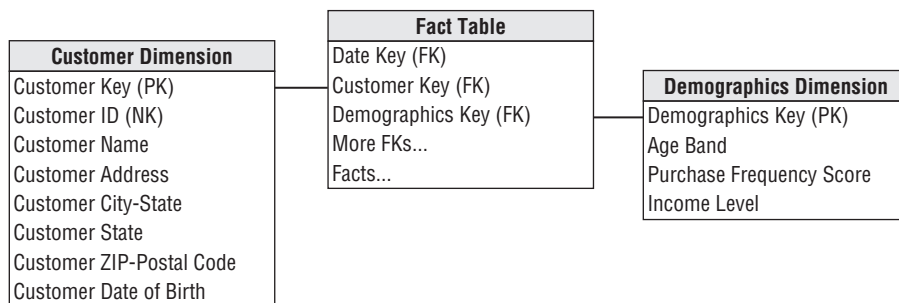 Customer Dimension
Customer Key (PK)
Customer ID (NK)
Customer Name
Customer Address
Customer City-State
Customer State
Customer ZIP-Postal Code
Customer Date of Birth
Fact Table
Date Key (FK)
Customer Key (FK)
Demographics Key (FK)
More FKs...
Facts...
Demographics Dimension
Demographics Key (PK)
Age Band
Purchase Frequency Score
Income Level